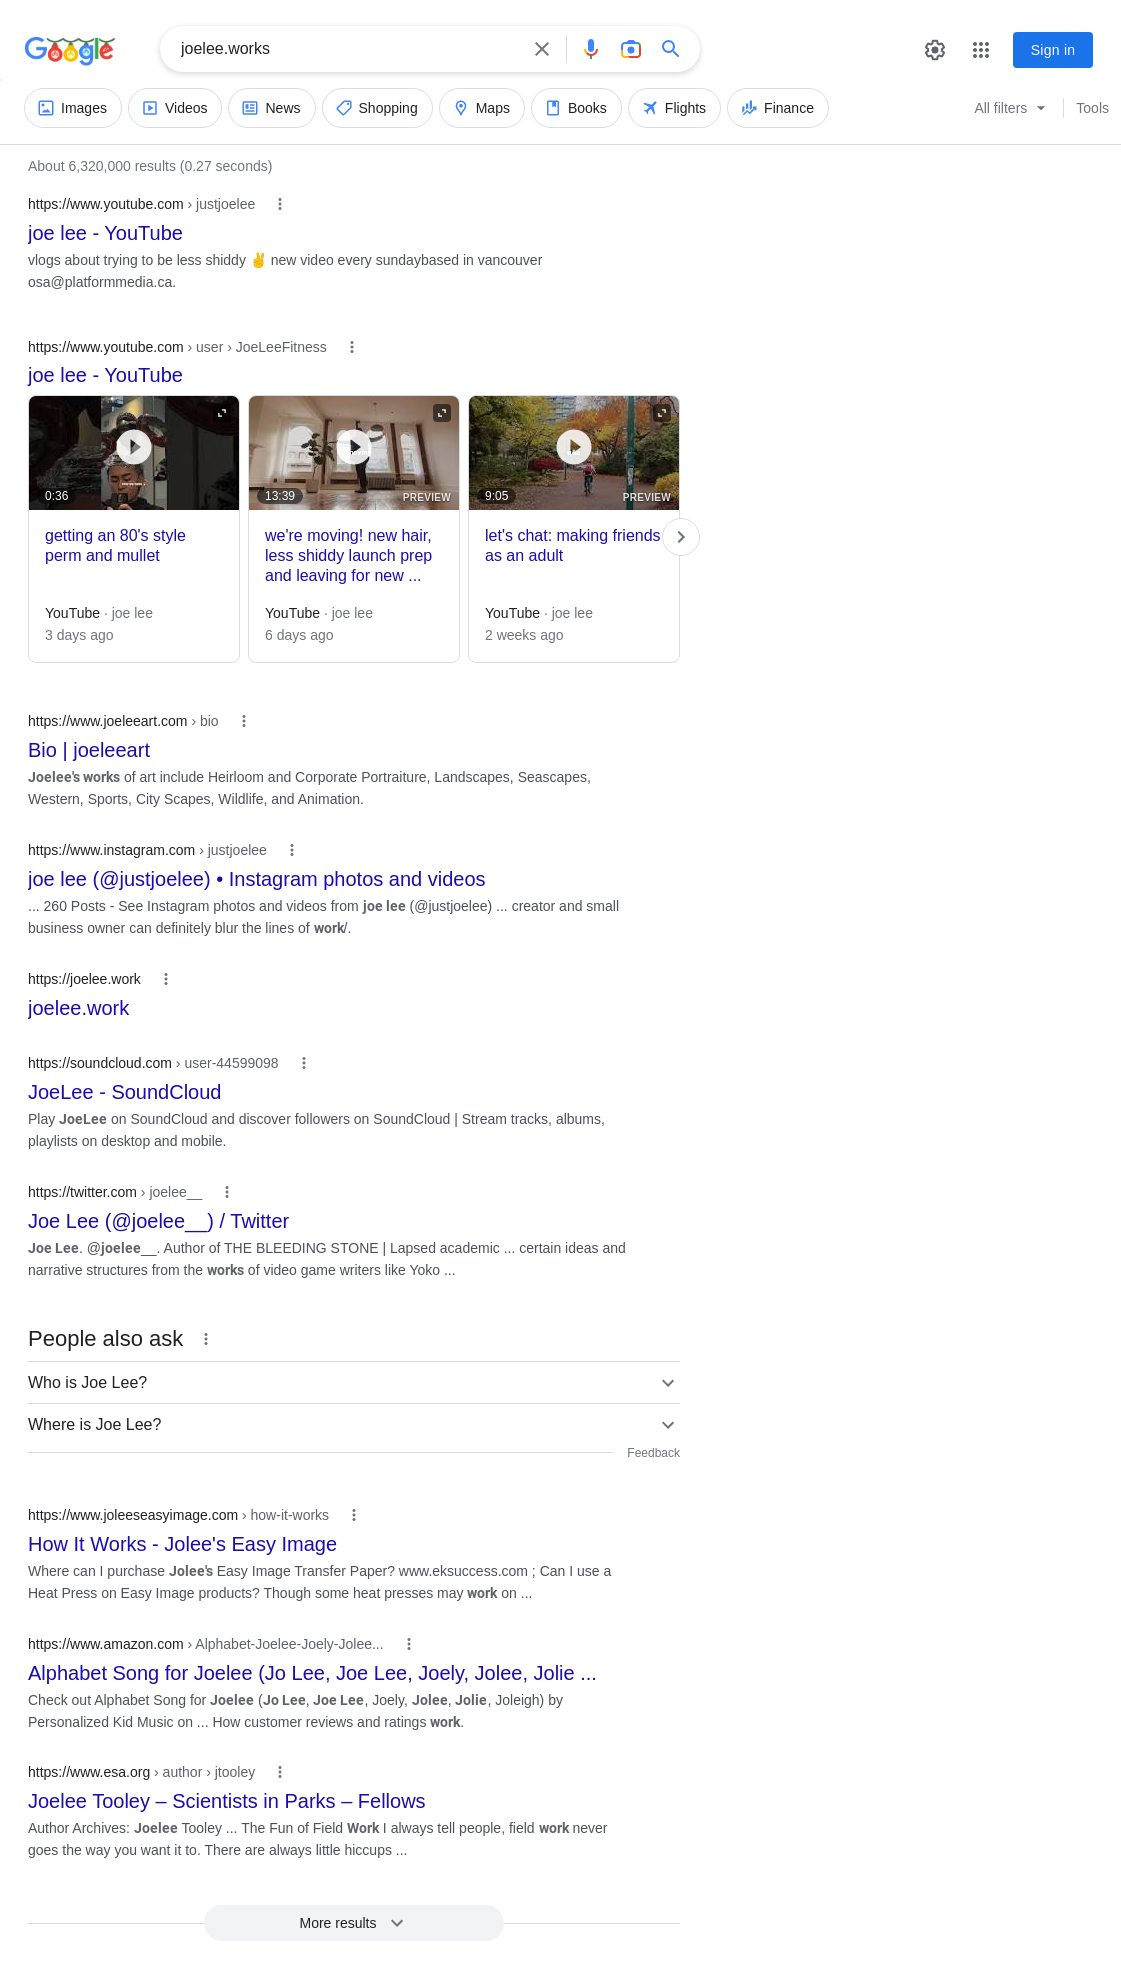 Google
joelee.works
Sign in
Images
Videos
News
Shopping
Maps
Books
Flights
Finance
All filters
Tools
About 6,320,000 results (0.27 seconds)
https://www.youtube.com › justjoelee
joe lee - YouTube
vlogs about trying to be less shiddy ✌️ new video every sundaybased in vancouver
osa@platformmedia.ca.
https://www.youtube.com › user › JoeLeeFitness
joe lee - YouTube
0:36
13:39
PREVIEW
9:05
PREVIEW
getting an 80's style
perm and mullet
YouTube · joe lee
3 days ago
we're moving! new hair,
less shiddy launch prep
and leaving for new ...
YouTube · joe lee
6 days ago
let's chat: making friends
as an adult
YouTube · joe lee
2 weeks ago
https://www.joeleeart.com › bio
Bio | joeleeart
Joelee's works of art include Heirloom and Corporate Portraiture, Landscapes, Seascapes,
Western, Sports, City Scapes, Wildlife, and Animation.
https://www.instagram.com › justjoelee
joe lee (@justjoelee) • Instagram photos and videos
... 260 Posts - See Instagram photos and videos from joe lee (@justjoelee) ... creator and small
business owner can definitely blur the lines of work/.
https://joelee.work
joelee.work
https://soundcloud.com › user-44599098
JoeLee - SoundCloud
Play JoeLee on SoundCloud and discover followers on SoundCloud | Stream tracks, albums,
playlists on desktop and mobile.
https://twitter.com › joelee__
Joe Lee (@joelee__) / Twitter
Joe Lee. @joelee__. Author of THE BLEEDING STONE | Lapsed academic ... certain ideas and
narrative structures from the works of video game writers like Yoko ...
People also ask
Who is Joe Lee?
Where is Joe Lee?
Feedback
https://www.joleeseasyimage.com › how-it-works
How It Works - Jolee's Easy Image
Where can I purchase Jolee's Easy Image Transfer Paper? www.eksuccess.com ; Can I use a
Heat Press on Easy Image products? Though some heat presses may work on ...
https://www.amazon.com › Alphabet-Joelee-Joely-Jolee...
Alphabet Song for Joelee (Jo Lee, Joe Lee, Joely, Jolee, Jolie ...
Check out Alphabet Song for Joelee (Jo Lee, Joe Lee, Joely, Jolee, Jolie, Joleigh) by
Personalized Kid Music on ... How customer reviews and ratings work.
https://www.esa.org › author › jtooley
Joelee Tooley – Scientists in Parks – Fellows
Author Archives: Joelee Tooley ... The Fun of Field Work I always tell people, field work never
goes the way you want it to. There are always little hiccups ...
More results